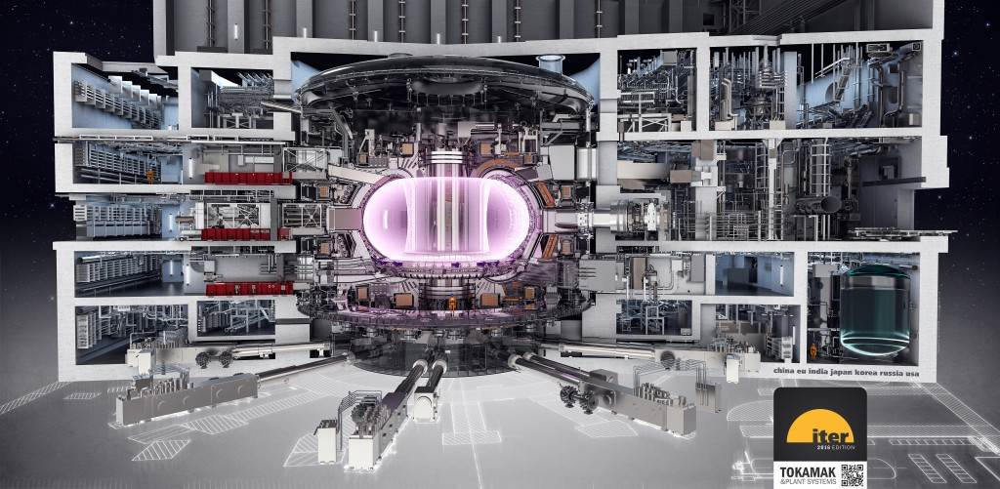 china eu india japan korea russia usa
iter
2016 EDITION
TOKAMAK
&PLANT SYSTEMS